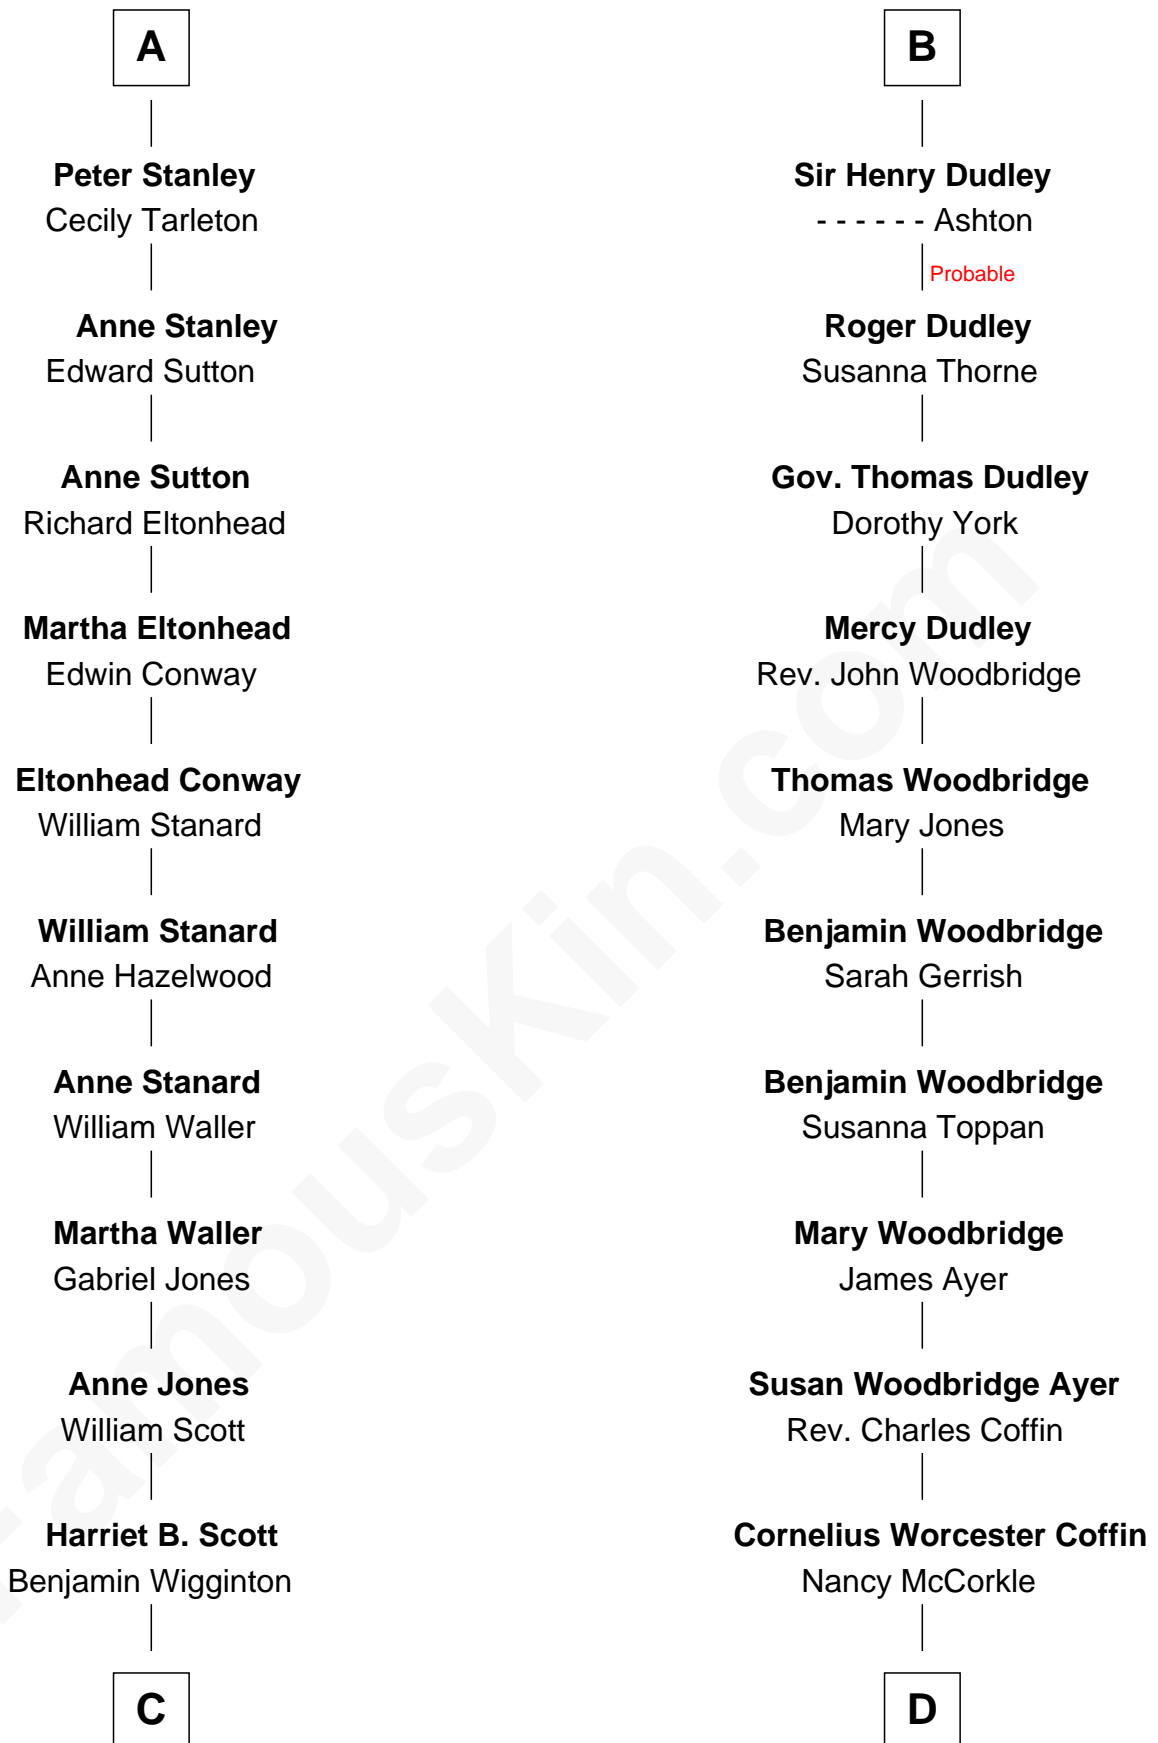 A
Peter Stanley
Cecily Tarleton
Anne Stanley
Edward Sutton
Anne Sutton
Richard Eltonhead
Martha Eltonhead
Edwin Conway
Eltonhead Conway
William Stanard
William Stanard
Anne Hazelwood
Anne Stanard
William Waller
Martha Waller
Gabriel Jones
Anne Jones
William Scott
Harriet B. Scott
Benjamin Wigginton
C
B
Sir Henry Dudley
- - - - - - Ashton
Probable
Roger Dudley
Susanna Thorne
Gov. Thomas Dudley
Dorothy York
Mercy Dudley
Rev. John Woodbridge
Thomas Woodbridge
Mary Jones
Benjamin Woodbridge
Sarah Gerrish
Benjamin Woodbridge
Susanna Toppan
Mary Woodbridge
James Ayer
Susan Woodbridge Ayer
Rev. Charles Coffin
Cornelius Worcester Coffin
Nancy McCorkle
D
FamousKin.com